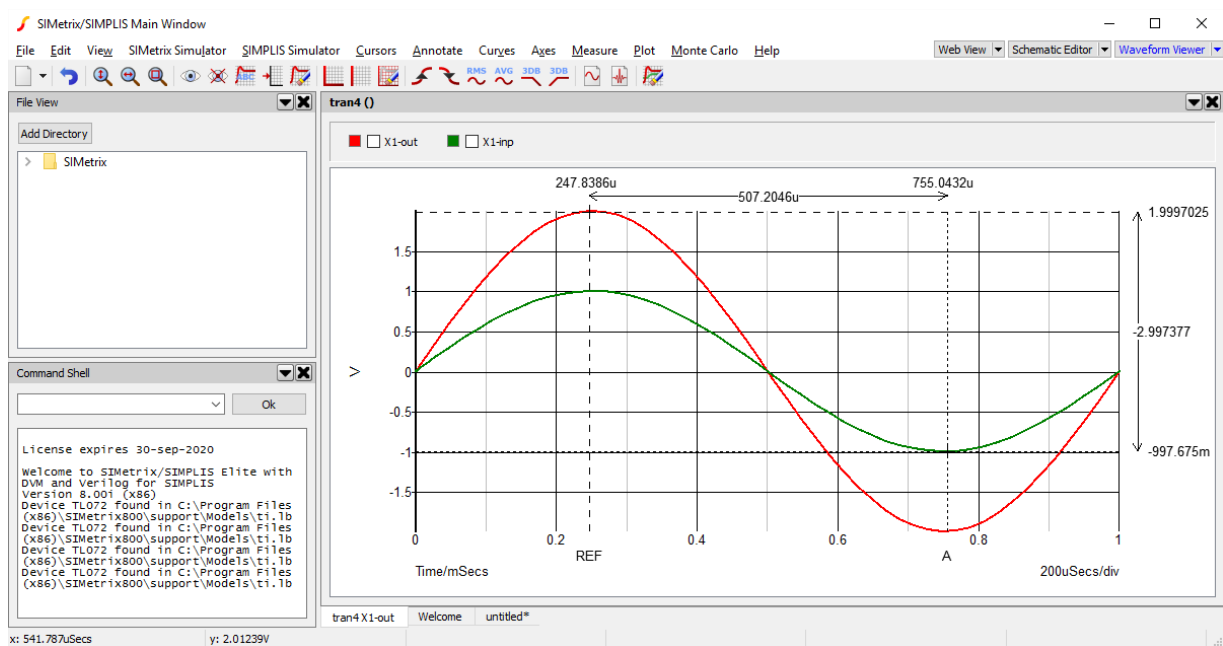 SIMetrix/SIMPLIS Main Window
File Edit View SIMetrix Simulator SIMPLIS Simulator Cursors Annotate Curves Axes Measure Plot Monte Carlo Help Web View Schematic Editor Waveform Viewer
ABC RMS AVG 3DB 3DB
File View
Add Directory
SIMetrix
Command Shell
Ok
License expires 30-sep-2020
Welcome to SIMetrix/SIMPLIS Elite with
DVM and Verilog for SIMPLIS
Version 8.00i (x86)
Device TL072 found in C:\Program Files
(x86)\SIMetrix800\support\Models\ti.lb
Device TL072 found in C:\Program Files
(x86)\SIMetrix800\support\Models\ti.lb
Device TL072 found in C:\Program Files
(x86)\SIMetrix800\support\Models\ti.lb
Device TL072 found in C:\Program Files
(x86)\SIMetrix800\support\Models\ti.lb
tran4 ()
X1-out X1-inp
247.8386u 755.0432u
507.2046u
1.9997025
1.5
1
0.5
-2.997377
V
0
-0.5
-1
-997.675m
-1.5
0 0.2 0.4 0.6 0.8 1
REF A
Time/mSecs 200uSecs/div
tran4 X1-out Welcome untitled*
x: 541.787uSecs y: 2.01239V